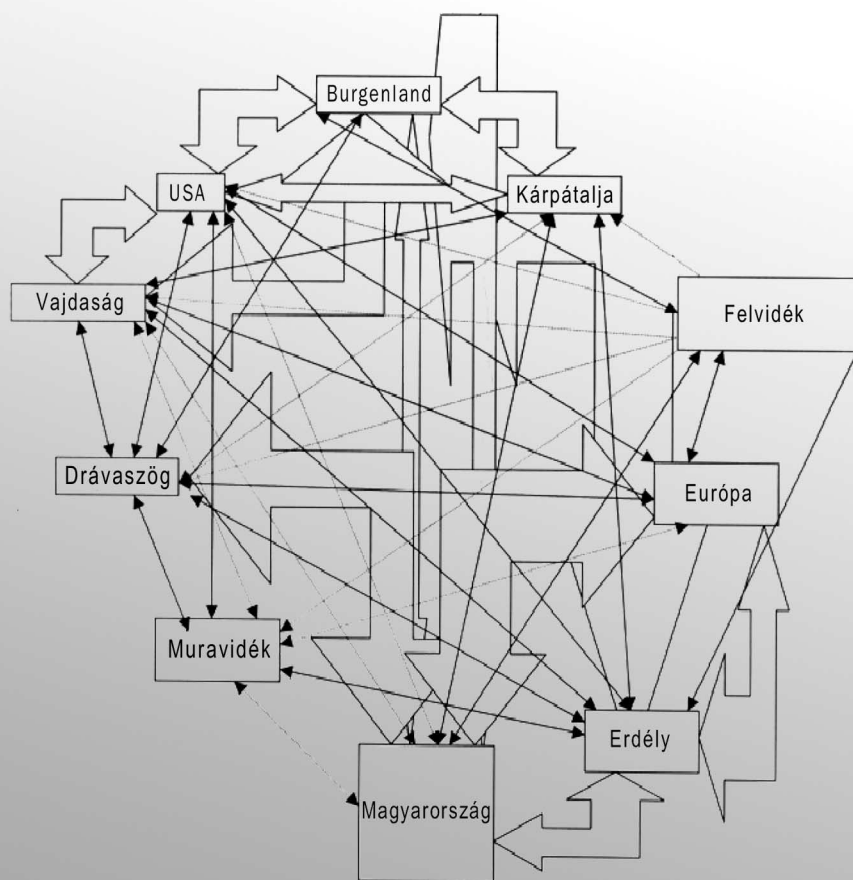 Burgenland
USA
Kárpátalja
Vajdaság
Felvidék
Drávaszög
Európa
Muravidék
Erdély
Magyarország